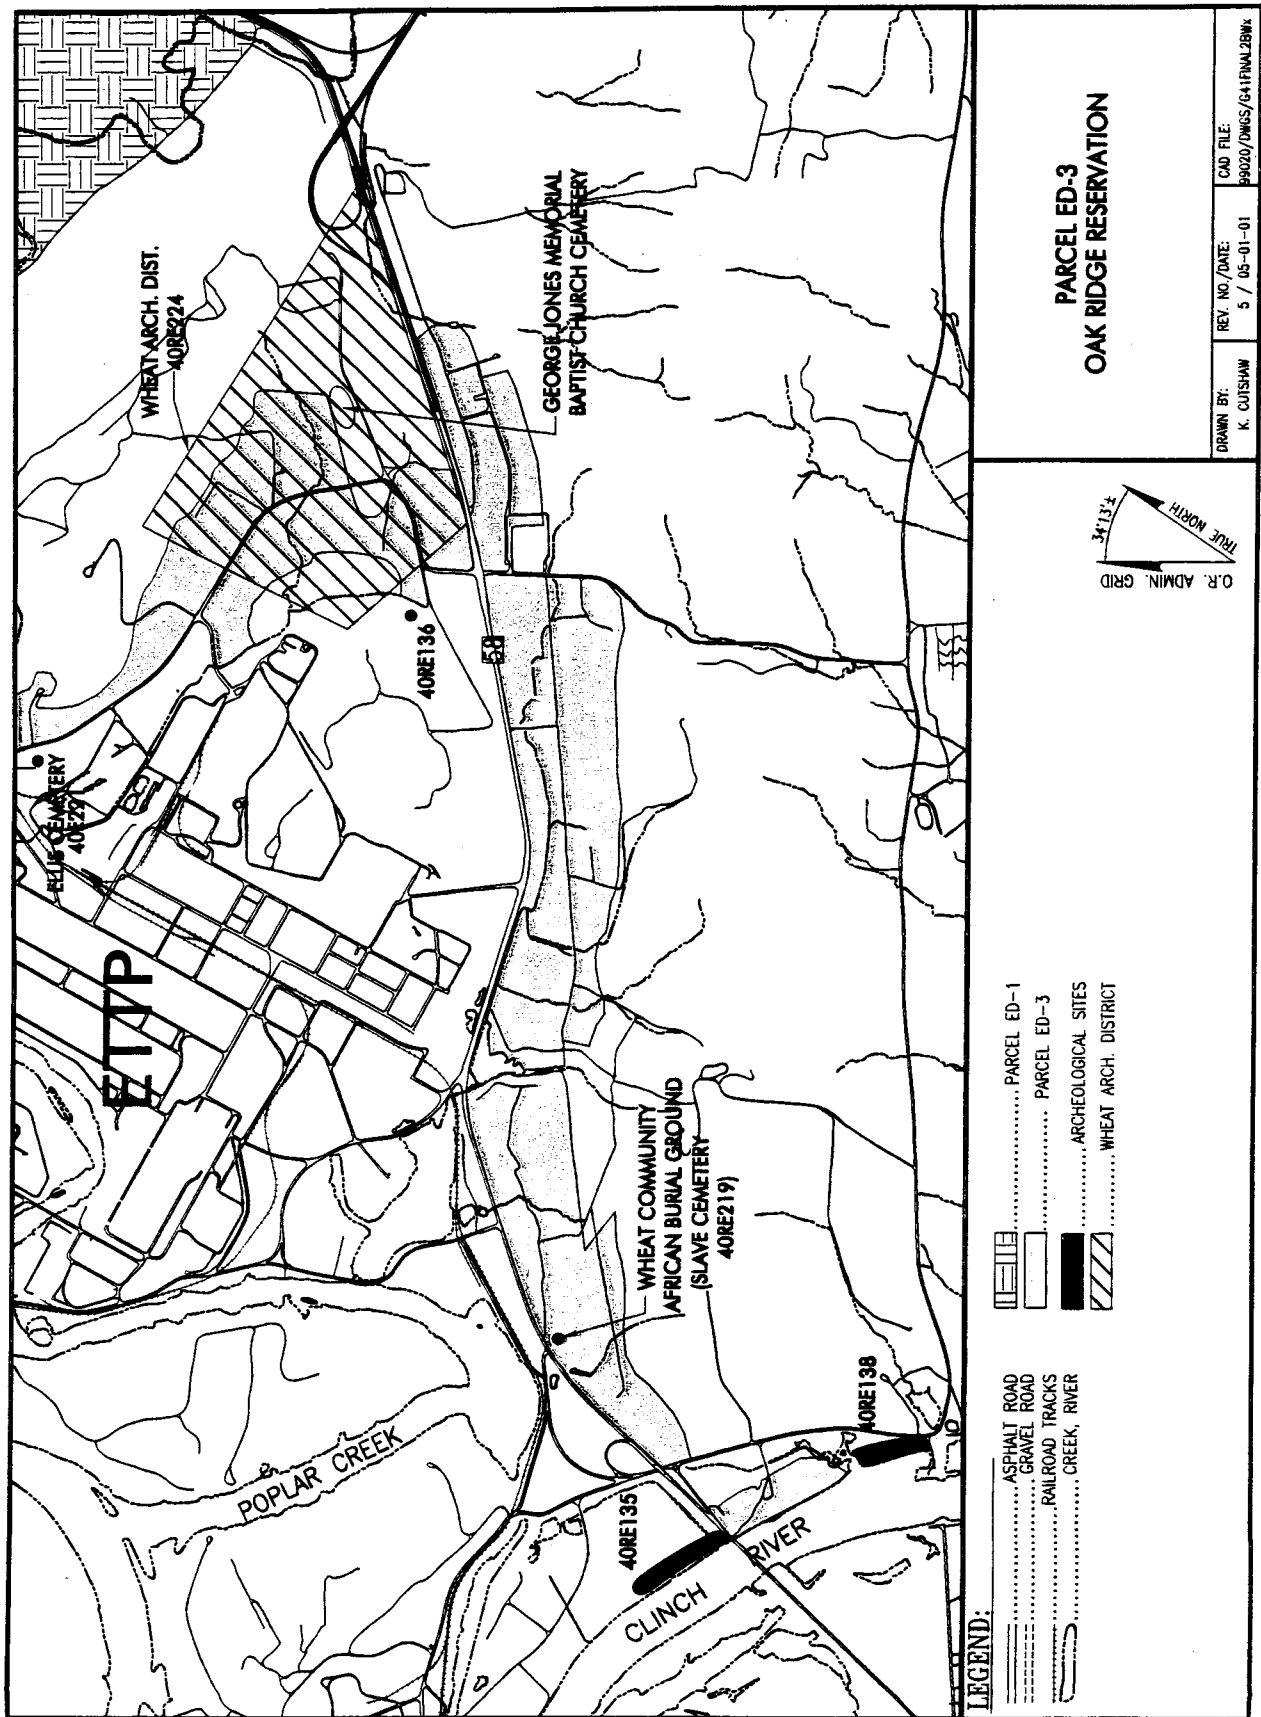 WHEAT ARCH. DIST.
40RE224
GEORGE JONES MEMORIAL
BAPTIST CHURCH CEMETERY
40RE136
58
ELLIS CEMETERY
ETTP
WHEAT COMMUNITY
AFRICAN BURIAL GROUND
(SLAVE CEMETERY
40RE219)
POPLAR CREEK
40RE135
40RE138
CLINCH RIVER
LEGEND:
ASPHALT ROAD
GRAVEL ROAD
RAILROAD TRACKS
CREEK, RIVER
PARCEL ED-1
PARCEL ED-3
ARCHEOLOGICAL SITES
WHEAT ARCH. DISTRICT
O.R. ADMIN. GRID
TRUE NORTH
34°13'±
PARCEL ED-3
OAK RIDGE RESERVATION
DRAWN BY:
K. CUTSHAW
REV. NO./DATE:
5 / 05-01-01
CAD FILE: